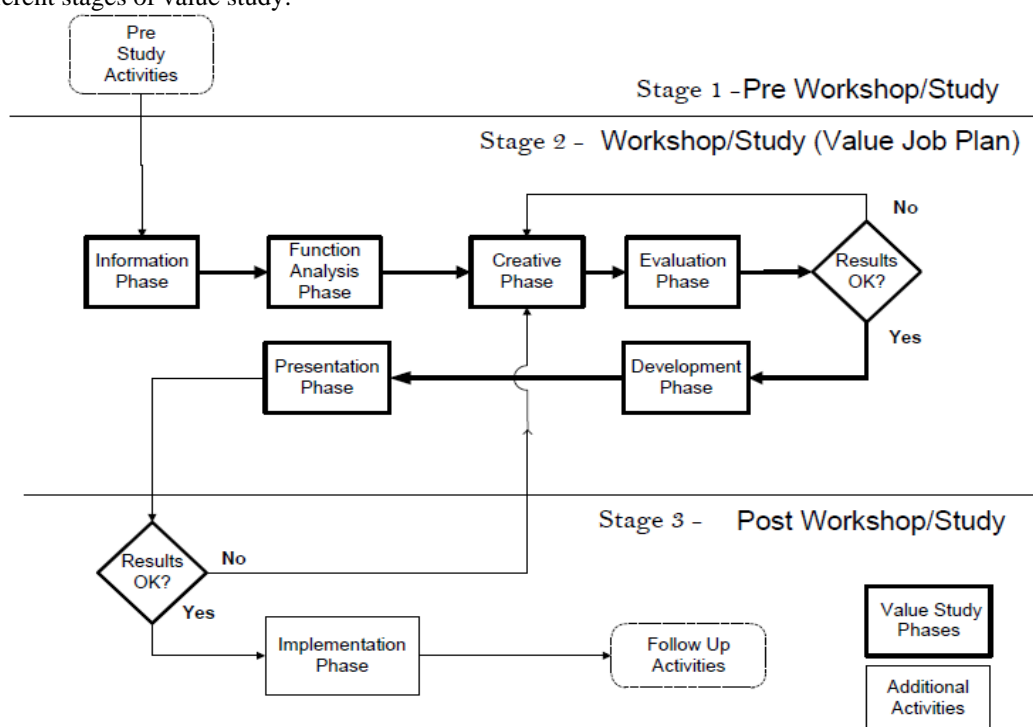 erent stages of value study.
Pre
Study
Activities
Stage 1 -Pre Workshop/Study
Stage 2 - Workshop/Study (Value Job Plan)
No
Information
Phase
Function
Analysis
Phase
Creative
Phase
Evaluation
Phase
Results
OK?
Yes
Presentation
Phase
Development
Phase
Stage 3 - Post Workshop/Study
Results
OK?
No
Yes
Implementation
Phase
Follow Up
Activities
Value Study
Phases
Additional
Activities